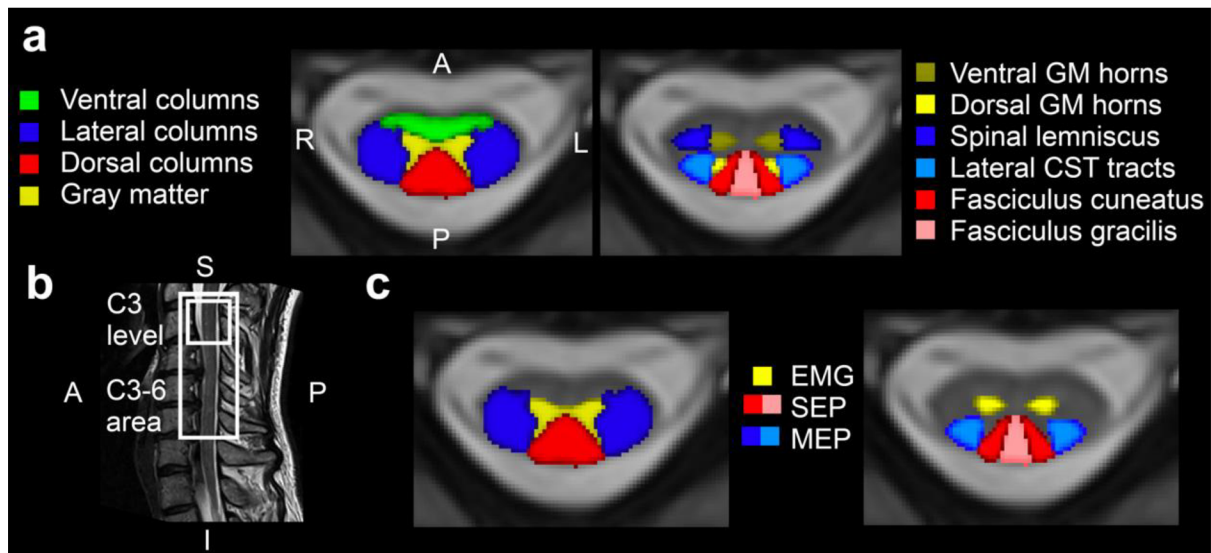 a
Ventral columns
Lateral columns
Dorsal columns
Gray matter
A
R
L
P
Ventral GM horns
Dorsal GM horns
Spinal lemniscus
Lateral CST tracts
Fasciculus cuneatus
Fasciculus gracilis
b
S
C3
level
C3-6
area
A
P
I
c
EMG
SEP
MEP